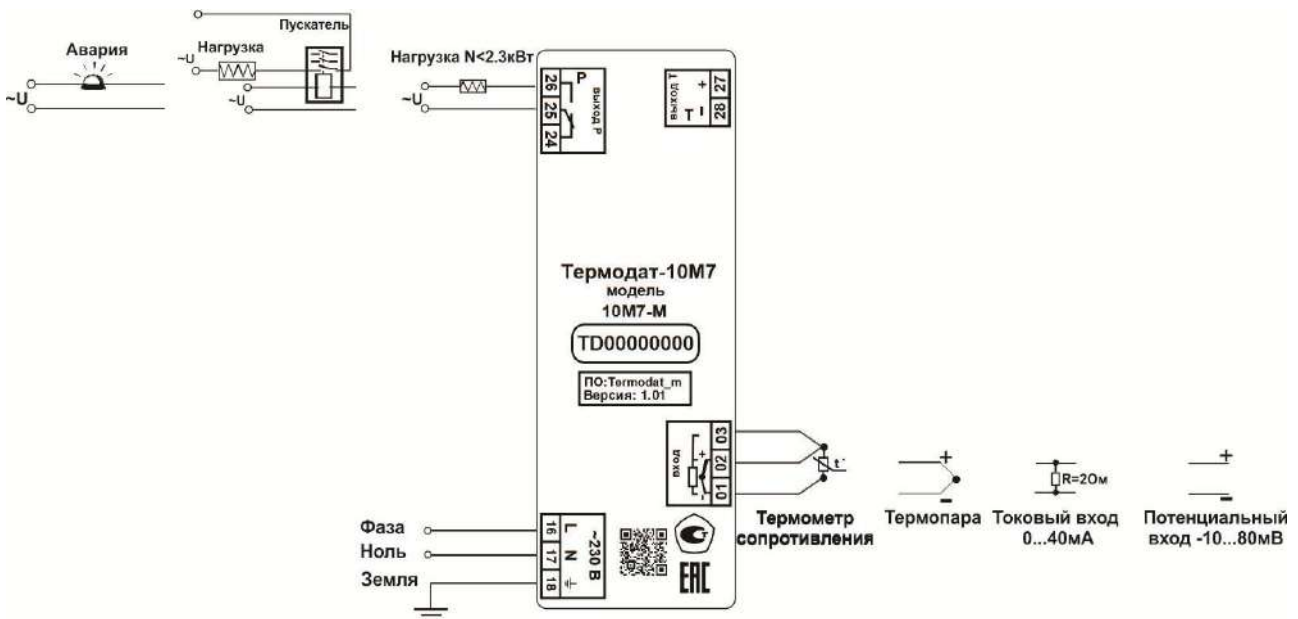 Авария
~U
Пускатель
Нагрузка
~U
~U
Нагрузка N<2.3кВт
~U
26
25
24
P
выход P
выход T
T
+
–
27
28
Термодат-10М7
модель
10М7-М
TD00000000
ПО:Termodat_m
Версия: 1.01
вход
+
-
03
02
01
t°
Термометр
сопротивления
+
–
Термопара
R=2Ом
Токовый вход
0...40мА
+
–
Потенциальный
вход -10...80мВ
Фаза
Ноль
Земля
16
17
18
L
N
~230 В
ЕАС